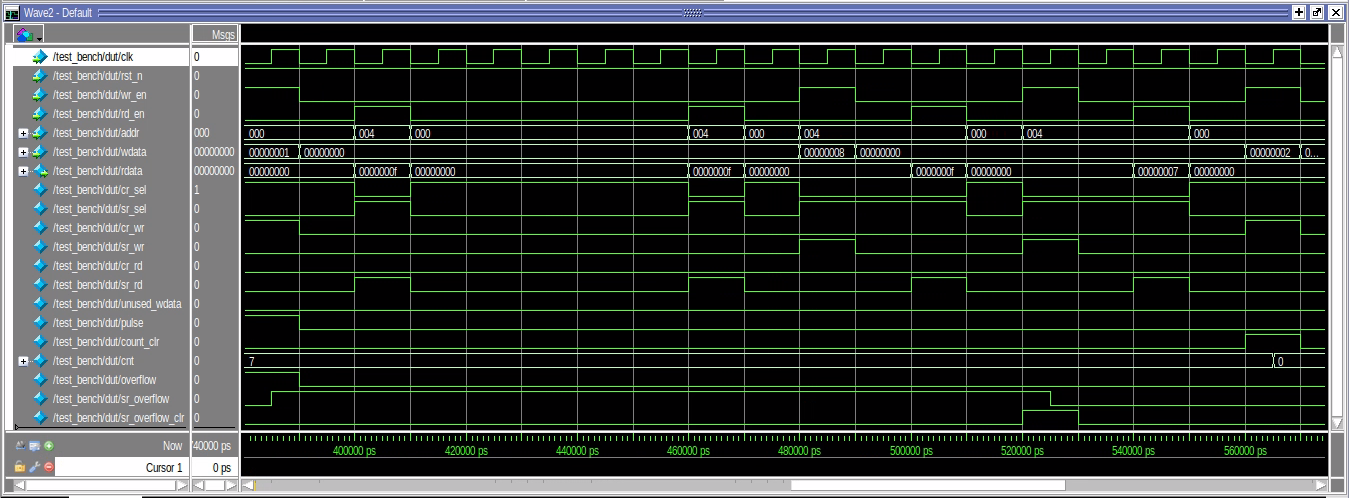 Wave2 - Default
Msgs
/test_bench/dut/clk 0
/test_bench/dut/rst_n 0
/test_bench/dut/wr_en 0
/test_bench/dut/rd_en 0
/test_bench/dut/addr 000 000 004 000 004 000 004 000 004 000
/test_bench/dut/wdata 00000000 00000001 00000000 00000008 00000000 00000002 0...
/test_bench/dut/rdata 00000000 00000000 0000000f 00000000 0000000f 00000000 0000000f 00000000 00000007 00000000
/test_bench/dut/cr_sel 1
/test_bench/dut/sr_sel 0
/test_bench/dut/cr_wr 0
/test_bench/dut/sr_wr 0
/test_bench/dut/cr_rd 0
/test_bench/dut/sr_rd 0
/test_bench/dut/unused_wdata 0
/test_bench/dut/pulse 0
/test_bench/dut/count_clr 0
/test_bench/dut/cnt 0 7 0
/test_bench/dut/overflow 0
/test_bench/dut/sr_overflow 0
/test_bench/dut/sr_overflow_clr 0
Now 40000 ps 400000 ps 420000 ps 440000 ps 460000 ps 480000 ps 500000 ps 520000 ps 540000 ps 560000 ps
Cursor 1 0 ps